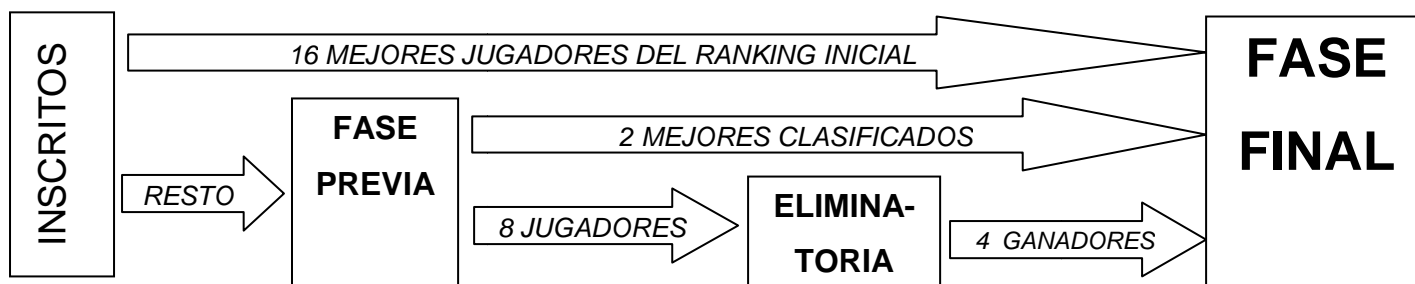 INSCRITOS
16 MEJORES JUGADORES DEL RANKING INICIAL
RESTO
FASE
PREVIA
2 MEJORES CLASIFICADOS
8 JUGADORES
ELIMINA-
TORIA
4 GANADORES
FASE
FINAL